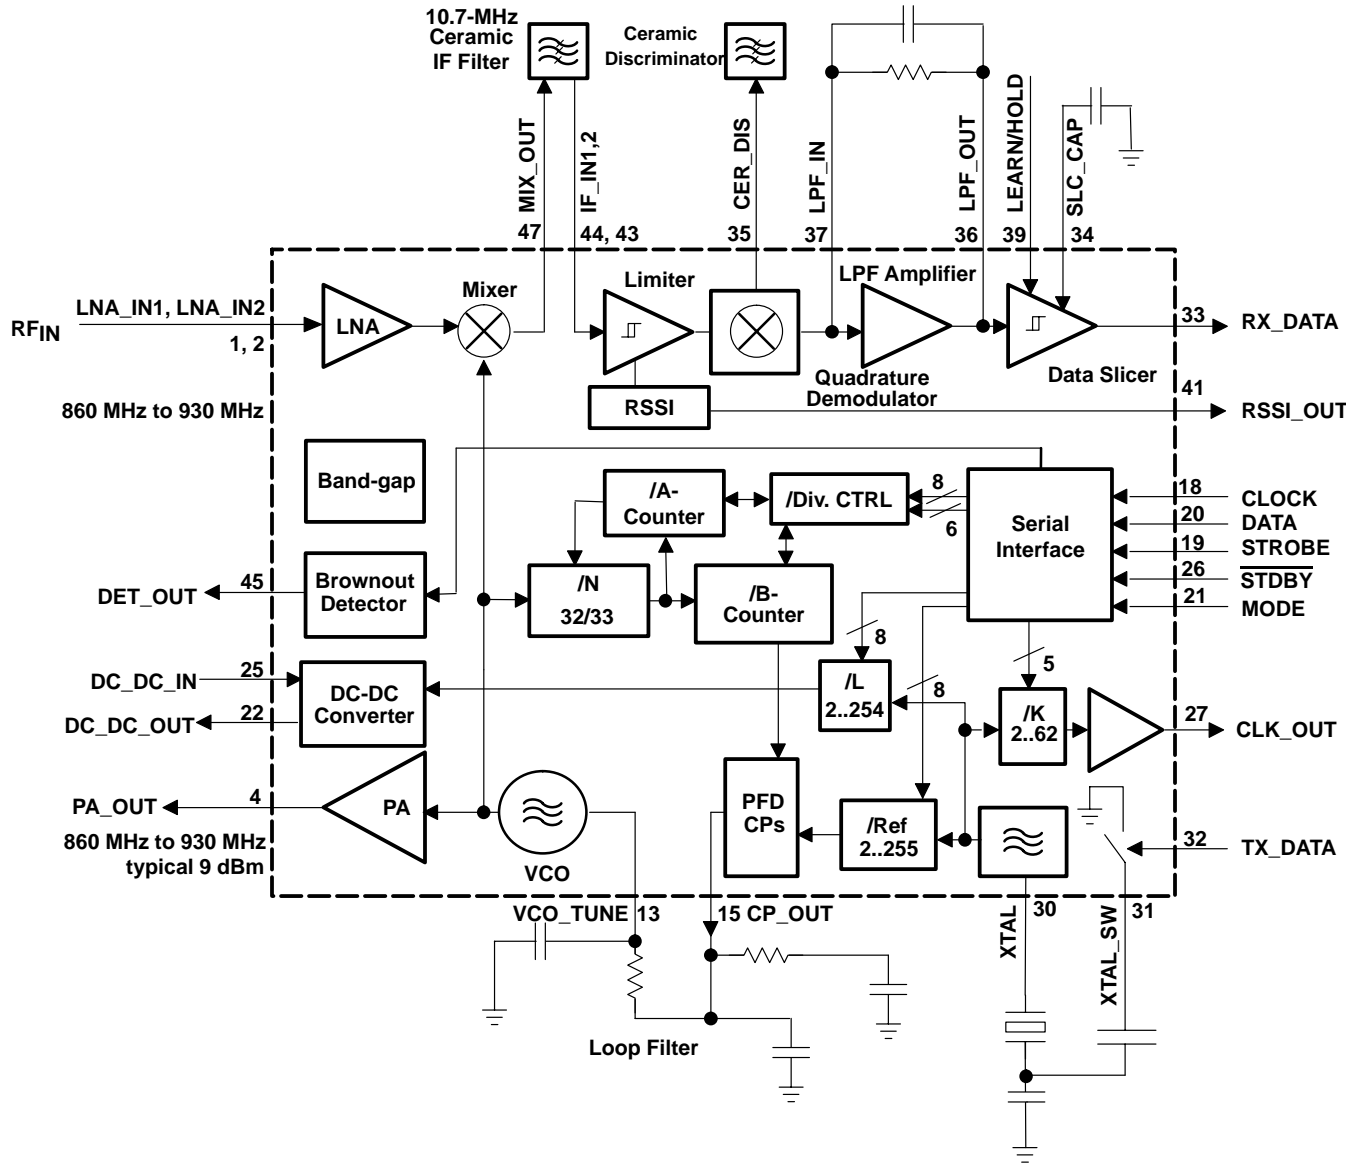 10.7-MHz
Ceramic
IF Filter
Ceramic
Discriminator
MIX_OUT
IF_IN1,2
CER_DIS
LPF_IN
LPF_OUT
LEARN/HOLD
SLC_CAP
47
44, 43
35
37
36
39
34
LNA_IN1, LNA_IN2
RFIN
1, 2
860 MHz to 930 MHz
LNA
Mixer
Limiter
LPF Amplifier
Quadrature
Demodulator
Data Slicer
RSSI
33
RX_DATA
41
RSSI_OUT
Band-gap
/A-
Counter
/Div. CTRL
8
6
Serial
Interface
18
CLOCK
20
DATA
19
STROBE
26
STDBY
21
MODE
DET_OUT
45
Brownout
Detector
/N
32/33
/B-
Counter
8
8
5
DC_DC_IN
25
DC_DC_OUT
22
DC-DC
Converter
/L
2..254
/K
2..62
27
CLK_OUT
PA_OUT
4
860 MHz to 930 MHz
typical 9 dBm
PA
VCO
PFD
CPs
/Ref
2..255
32
TX_DATA
VCO_TUNE
13
15
CP_OUT
30
31
XTAL
XTAL_SW
Loop Filter